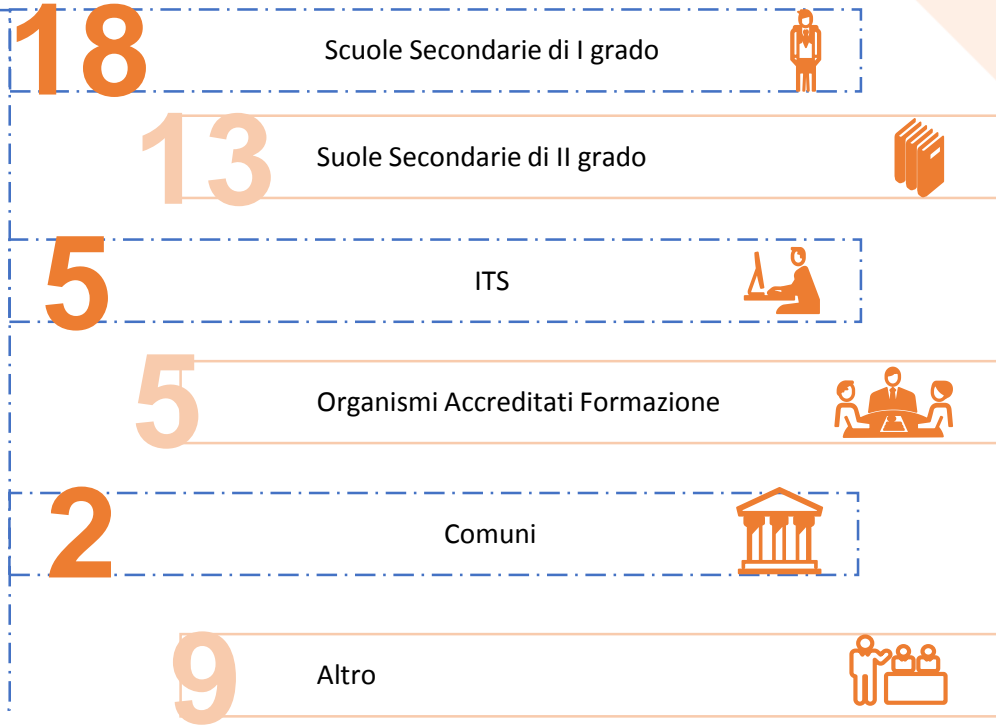 18 Scuole Secondarie di I grado
13 Suole Secondarie di II grado
5 ITS
5 Organismi Accreditati Formazione
2 Comuni
9 Altro